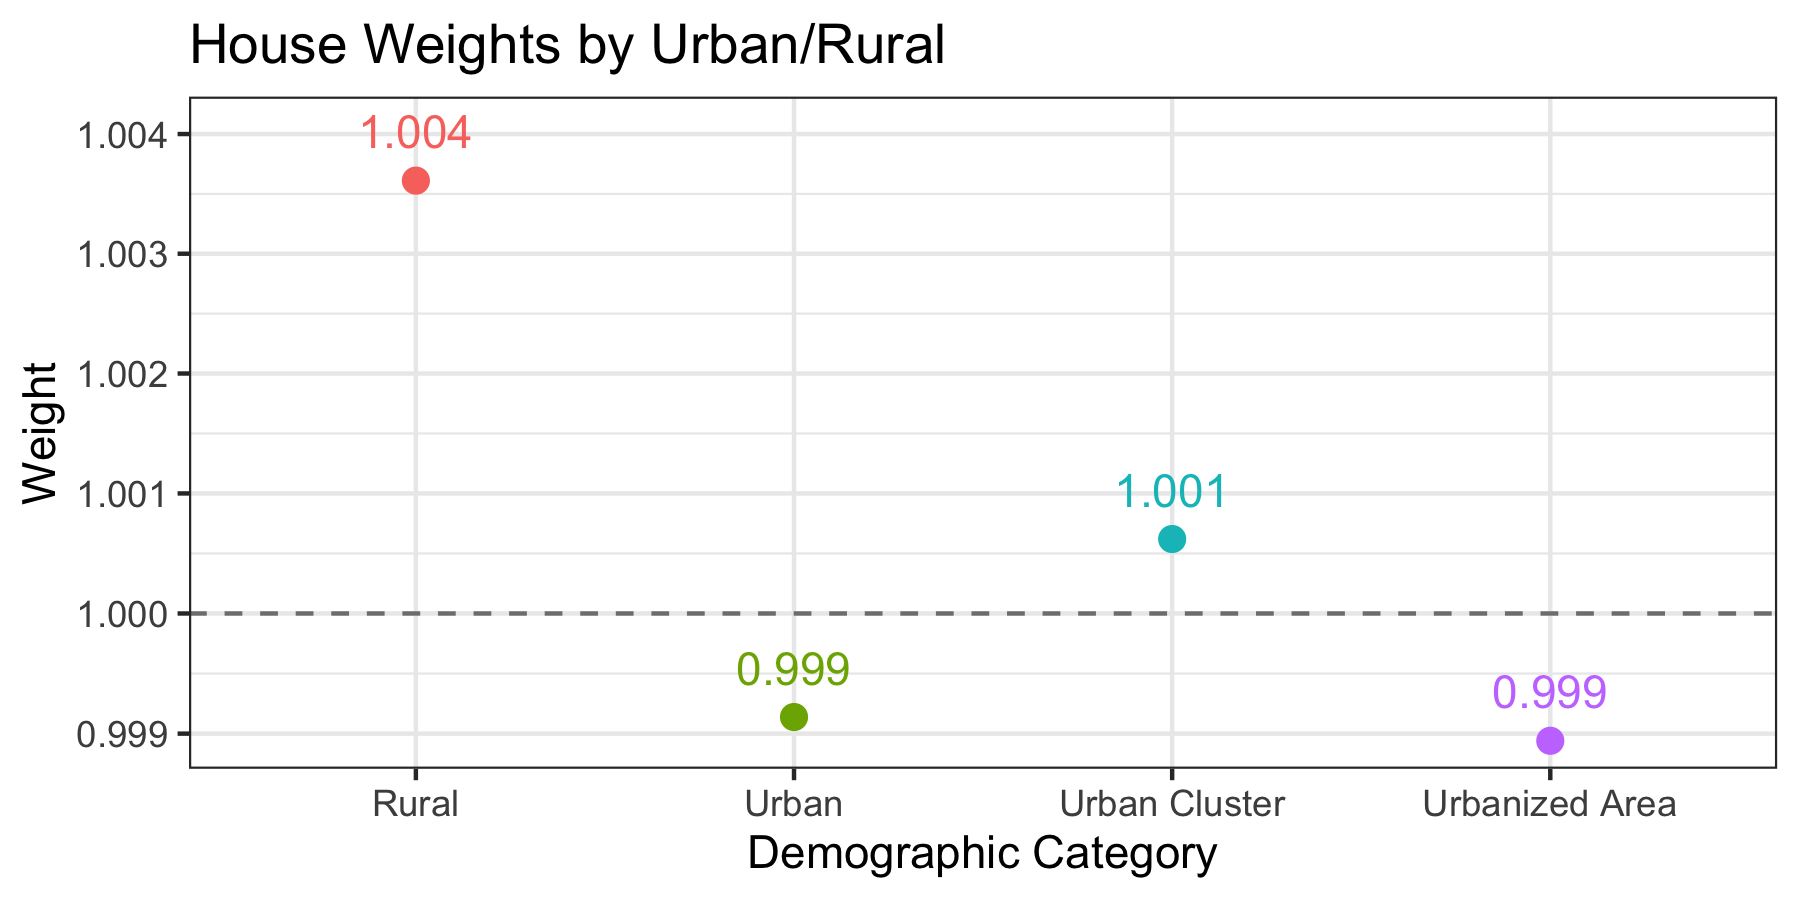 House Weights by Urban/Rural
1.004
1.004
1.003
1.002
1.001
1.001
1.000
0.999
0.999
0.999
Weight
Rural
Urban
Urban Cluster
Urbanized Area
Demographic Category